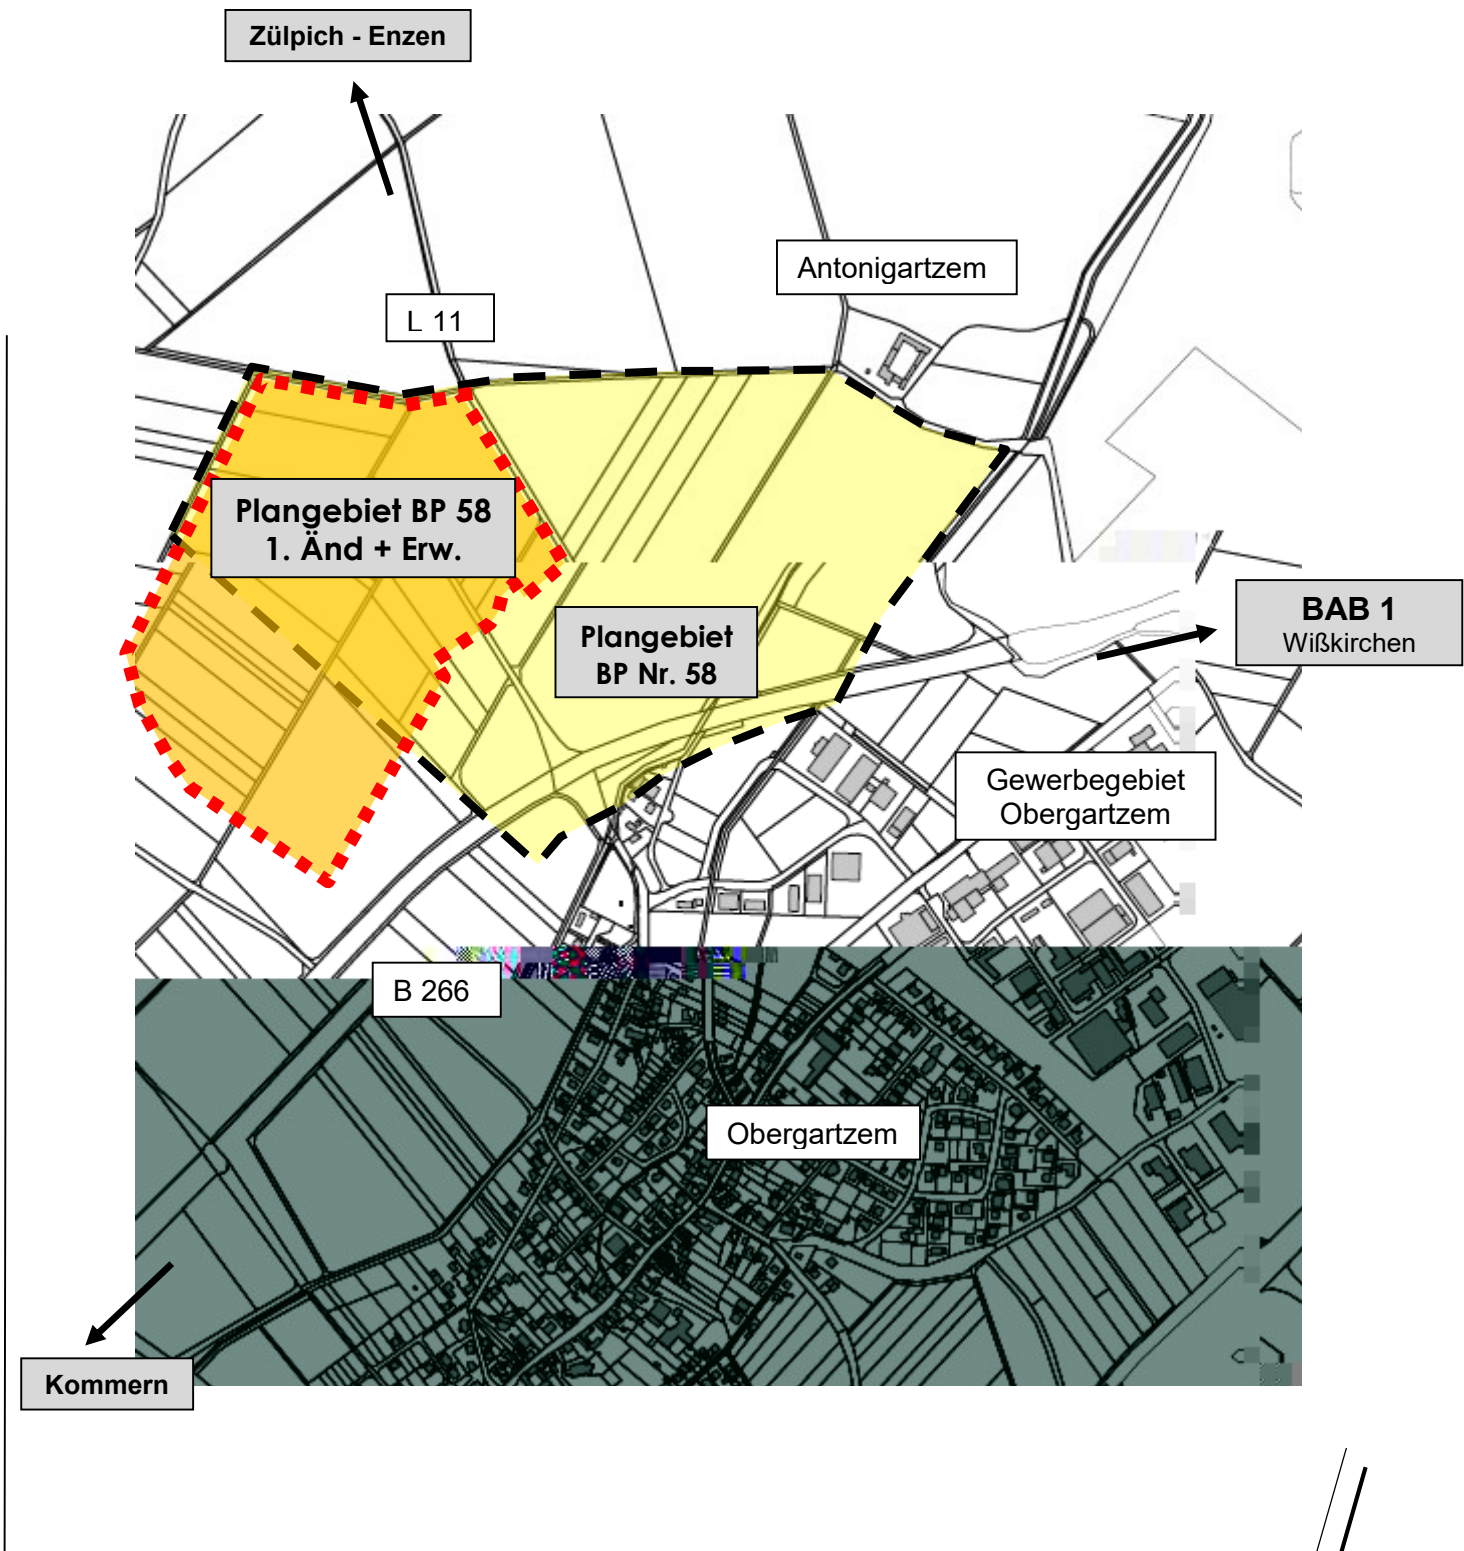 Zülpich - Enzen
Antonigartzem
L 11
Plangebiet BP 58
1. Änd + Erw.
BAB 1
Wißkirchen
Plangebiet
BP Nr. 58
Gewerbegebiet
Obergartzem
B 266
Obergartzem
Kommern